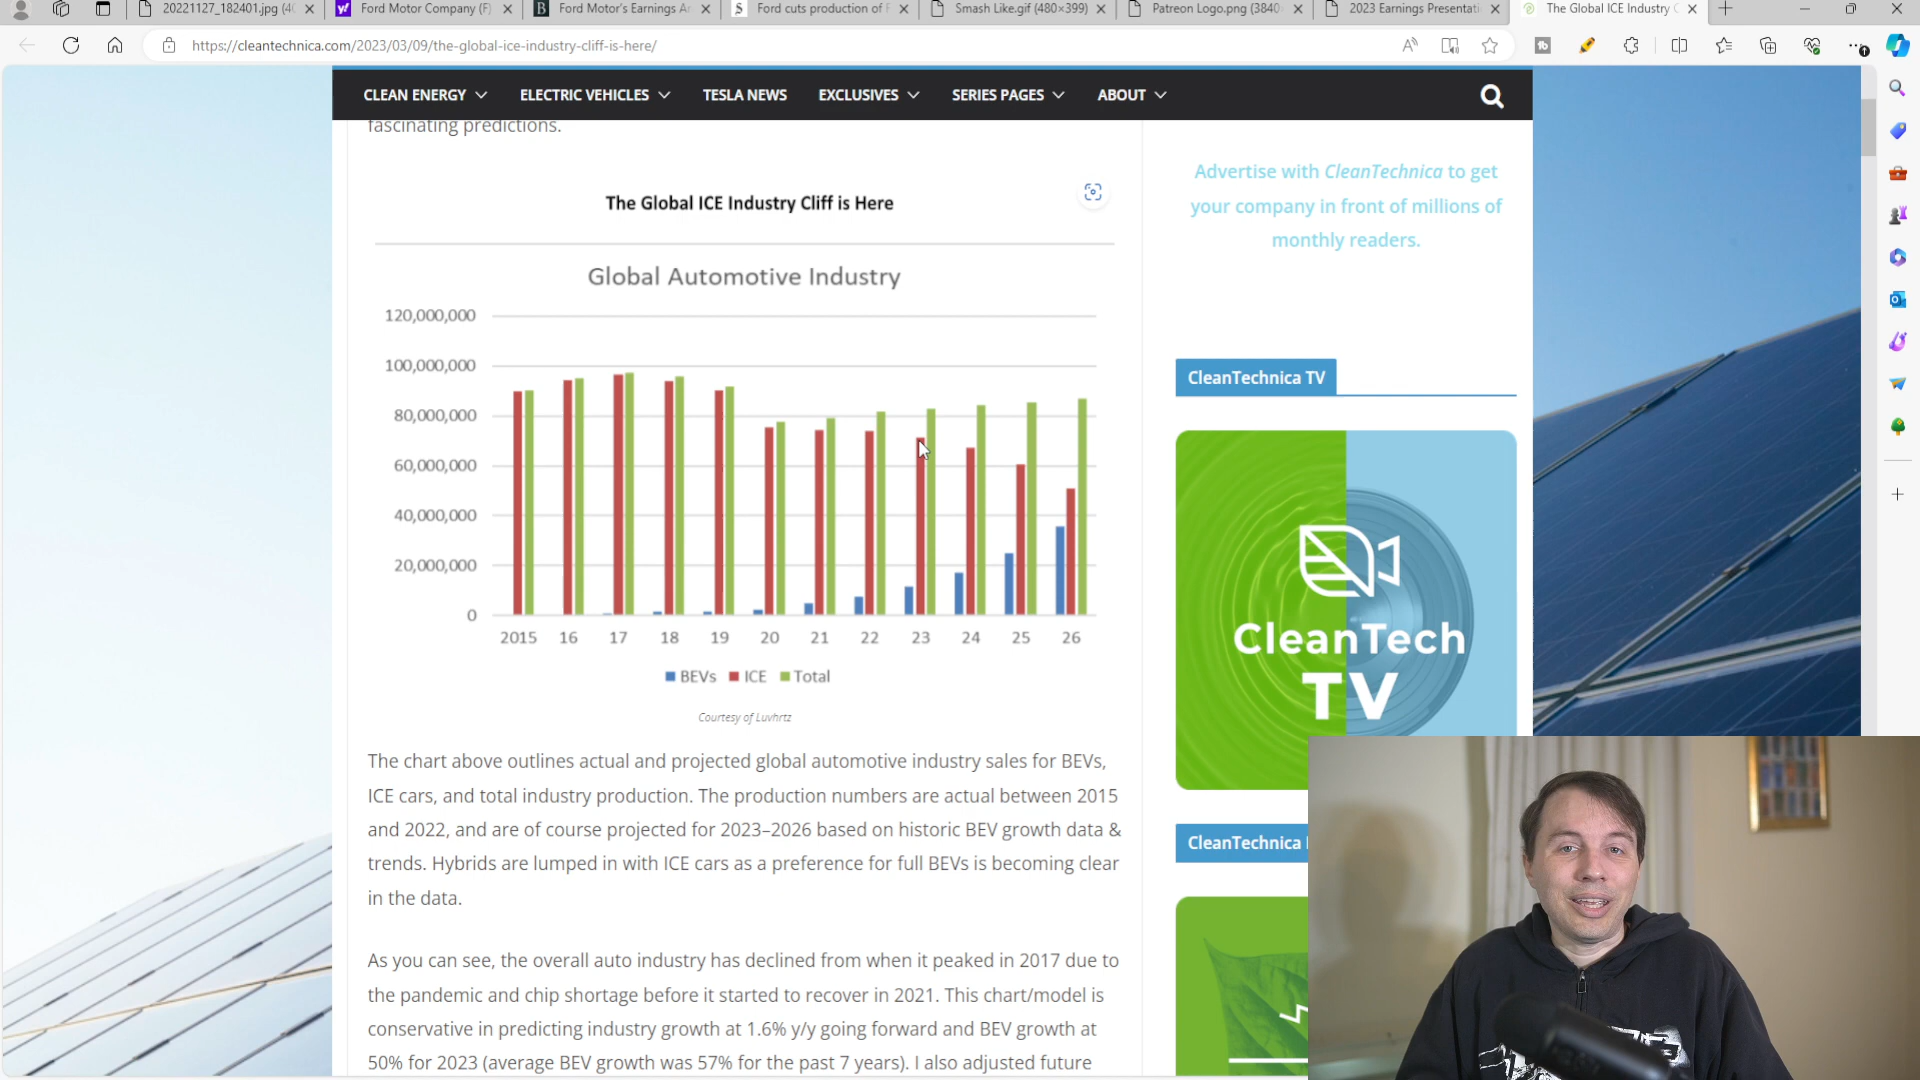 20221127_182401.jpg (4(
Ford Motor Company (F)
Ford Motor's Earnings A
Ford cuts production of F
Smash Like.gif (480×399)
Patreon Logo.png (3840
2023 Earnings Presentati
The Global ICE Industry C
https://cleantechnica.com/2023/03/09/the-global-ice-industry-cliff-is-here/
CLEAN ENERGY
ELECTRIC VEHICLES
TESLA NEWS
EXCLUSIVES
SERIES PAGES
ABOUT
fascinating predictions.
The Global ICE Industry Cliff is Here
Global Automotive Industry
120,000,000
100,000,000
80,000,000
60,000,000
40,000,000
20,000,000
0
2015 16 17 18 19 20 21 22 23 24 25 26
BEVs ICE Total
Courtesy of Luvhrtz
The chart above outlines actual and projected global automotive industry sales for BEVs,
ICE cars, and total industry production. The production numbers are actual between 2015
and 2022, and are of course projected for 2023–2026 based on historic BEV growth data &
trends. Hybrids are lumped in with ICE cars as a preference for full BEVs is becoming clear
in the data.
As you can see, the overall auto industry has declined from when it peaked in 2017 due to
the pandemic and chip shortage before it started to recover in 2021. This chart/model is
conservative in predicting industry growth at 1.6% y/y going forward and BEV growth at
50% for 2023 (average BEV growth was 57% for the past 7 years). I also adjusted future
Advertise with CleanTechnica to get
your company in front of millions of
monthly readers.
CleanTechnica TV
CleanTech
TV
CleanTechnica